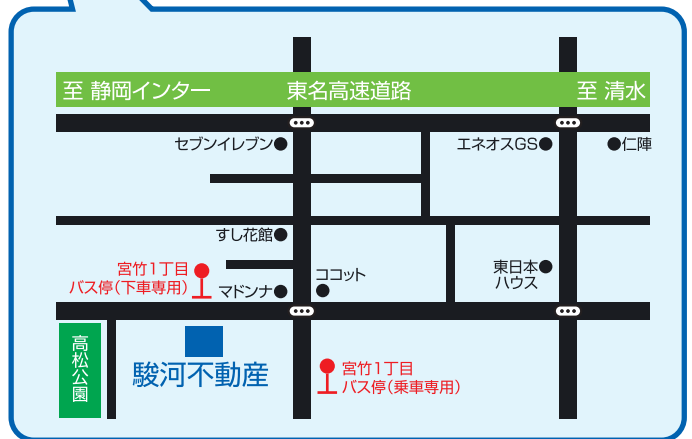 至 静岡インター
東名高速道路
至 清水
セブンイレブン
エネオスGS
仁陣
すし花館
宮竹1丁目
バス停(下車専用)
マドンナ
ココット
東日本
ハウス
高松公園
駿河不動産
宮竹1丁目
バス停(乗車専用)